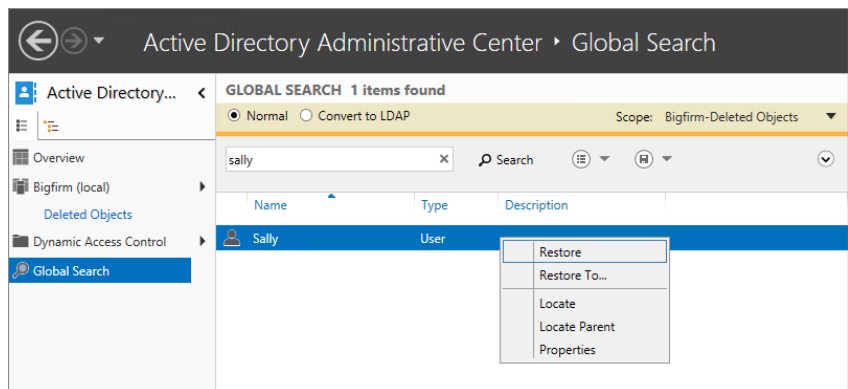 Active Directory Administrative Center ‣ Global Search
Active Directory...
Overview
Bigfirm (local)
Deleted Objects
Dynamic Access Control
Global Search
GLOBAL SEARCH 1 items found
Normal Convert to LDAP Scope: Bigfirm-Deleted Objects
sally Search
Name Type Description
Sally User
Restore
Restore To...
Locate
Locate Parent
Properties